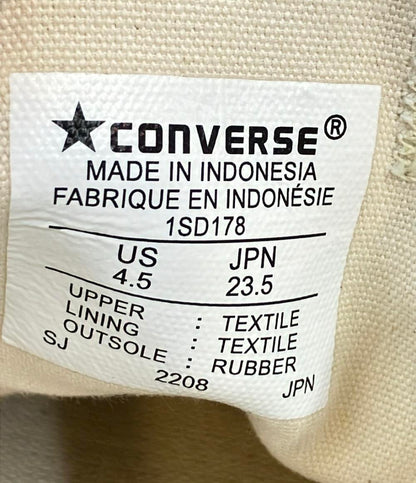 ★CONVERSE®
MADE IN INDONESIA
FABRIQUE EN INDONÉSIE
1SD178
US JPN
4.5 23.5
UPPER : TEXTILE
LINING : TEXTILE
OUTSOLE : RUBBER
SJ 2208 JPN